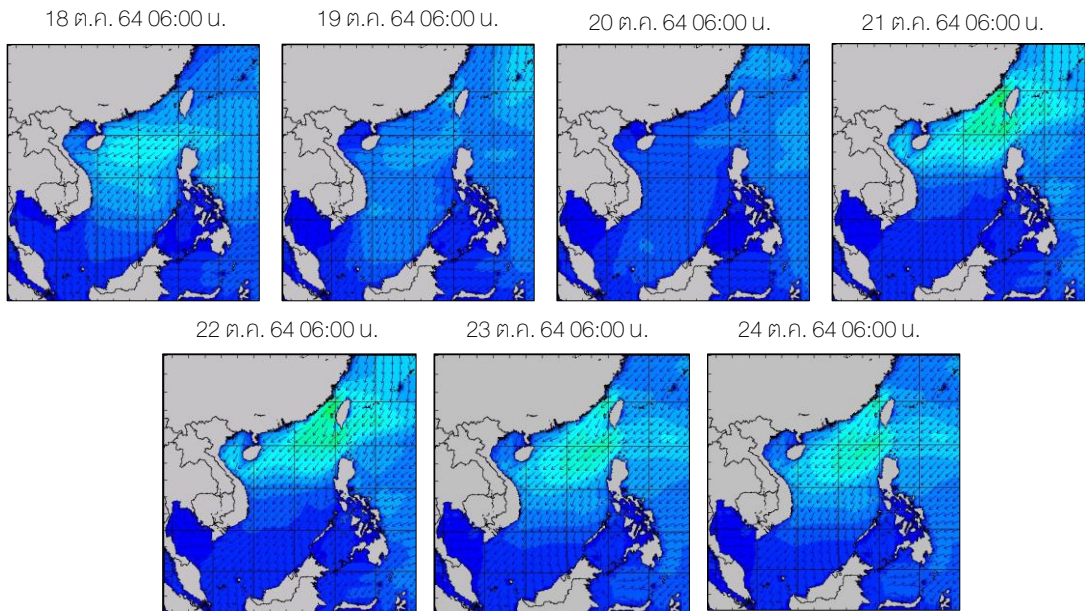 18 ต.ค. 64 06:00 น.
19 ต.ค. 64 06:00 น.
20 ต.ค. 64 06:00 น.
21 ต.ค. 64 06:00 น.
22 ต.ค. 64 06:00 น.
23 ต.ค. 64 06:00 น.
24 ต.ค. 64 06:00 น.